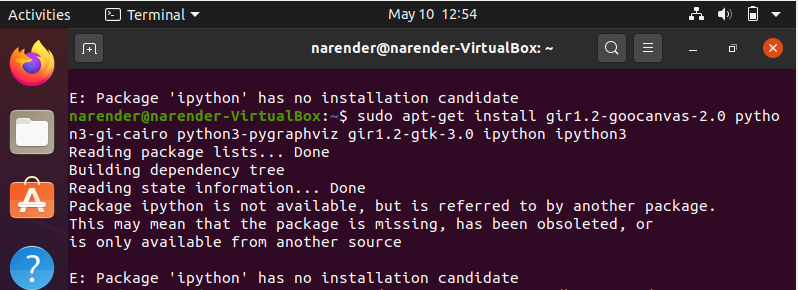 Activities Terminal May 10 12:54
narender@narender-VirtualBox: ~
E: Package 'ipython' has no installation candidate
narender@narender-VirtualBox:~$ sudo apt-get install gir1.2-goocanvas-2.0 pytho
n3-gi-cairo python3-pygraphviz gir1.2-gtk-3.0 ipython ipython3
Reading package lists... Done
Building dependency tree
Reading state information... Done
Package ipython is not available, but is referred to by another package.
This may mean that the package is missing, has been obsoleted, or
is only available from another source
E: Package 'ipython' has no installation candidate